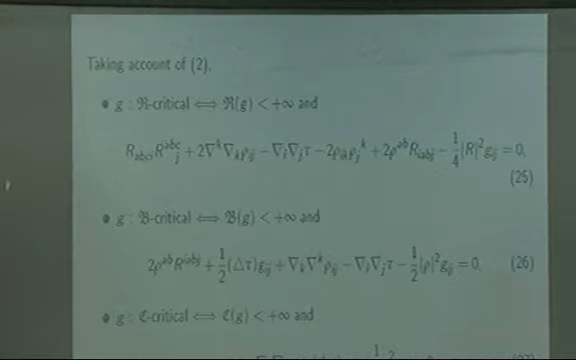 Taking account of (2),
• g : ℜ-critical ⟺ ℜ(g) < +∞ and
R_{abci}R^{abc}_j + 2∇^k∇_kρ_{ij} − ∇_i∇_jτ − 2ρ_{ik}ρ_j^k + 2ρ^{ab}R_{iabj} − 1/4|R|²g_{ij} = 0,
(25)
• g : 𝔅-critical ⟺ 𝔅(g) < +∞ and
2ρ^{ab}R^{iabj} + 1/2(△τ)g_{ij} + ∇_k∇^kρ_{ij} − ∇_i∇_jτ − 1/2|ρ|²g_{ij} = 0, (26)
• g : ℭ-critical ⟺ ℭ(g) < +∞ and